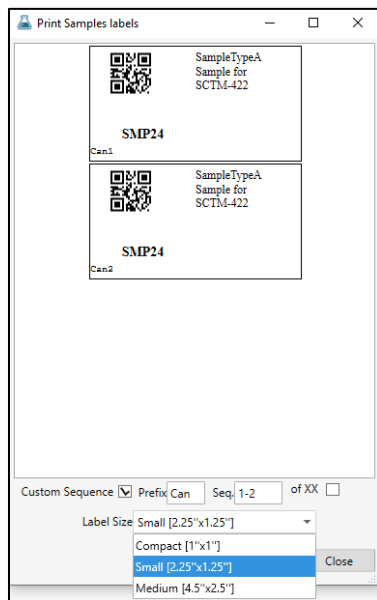 Print Samples labels
SampleTypeA
Sample for
SCTM-422
SMP24
Can1
SampleTypeA
Sample for
SCTM-422
SMP24
Can2
Custom Sequence Prefix Can Seq. 1-2 of XX
Label Size Small [2.25"x1.25"]
Compact [1"x1"]
Small [2.25"x1.25"] Close
Medium [4.5"x2.5"]